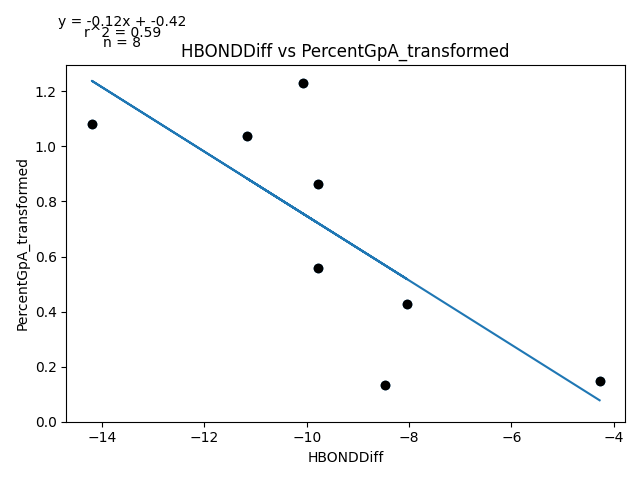 y = -0.12x + -0.42
r^2 = 0.59
n = 8
HBONDDiff vs PercentGpA_transformed
PercentGpA_transformed
1.2
1.0
0.8
0.6
0.4
0.2
0.0
−14 −12 −10 −8 −6 −4
HBONDDiff